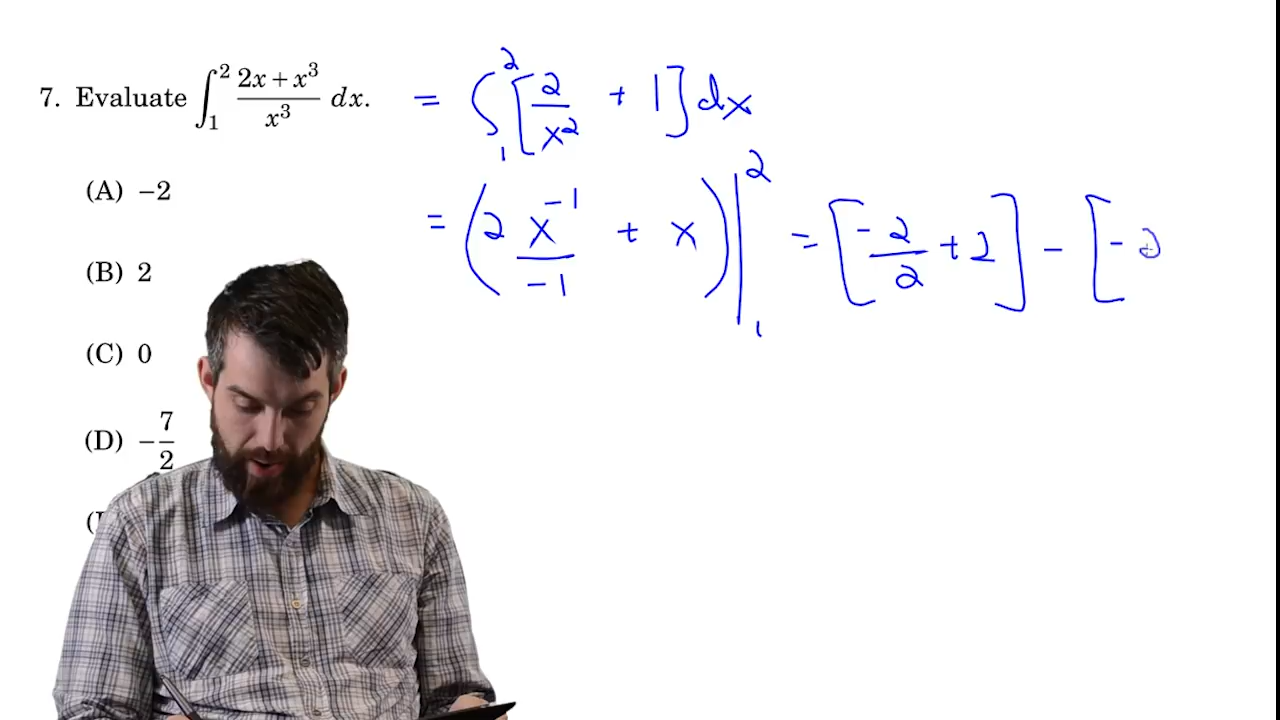 7. Evaluate ∫₁² (2x + x³)/x³ dx. = ∫₁² [2/x² + 1] dx
= (2 x⁻¹/-1 + x) |₁² = [-2/2 + 2] - [-2
(A) −2
(B) 2
(C) 0
(D) −7/2